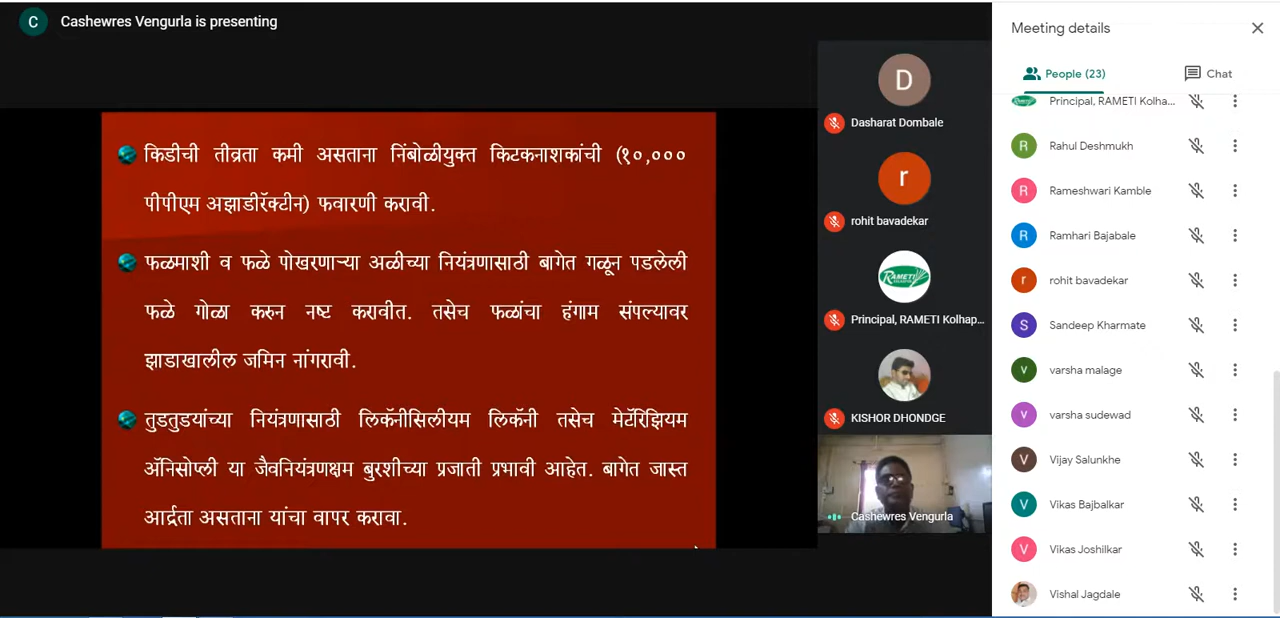 C Cashewres Vengurla is presenting
किडीची तीव्रता कमी असताना निंबोळीयुक्त किटकनाशकांची (१०,०००
पीपीएम अझाडीरॅक्टीन) फवारणी करावी.
फळमाशी व फळे पोखरणाऱ्या अळीच्या नियंत्रणासाठी बागेत गळून पडलेली
फळे गोळा करुन नष्ट करावीत. तसेच फळांचा हंगाम संपल्यावर
झाडाखालील जमिन नांगरावी.
तुडतुडयांच्या नियंत्रणासाठी लिकॅनीसिलीयम लिकॅनी तसेच मेटॅरिझियम
ॲनिसोप्ली या जैवनियंत्रणक्षम बुरशीच्या प्रजाती प्रभावी आहेत. बागेत जास्त
आर्द्रता असताना यांचा वापर करावा.
D
Dasharat Dombale
r
rohit bavadekar
RAMETI
Principal, RAMETI Kolhap...
KISHOR DHONDGE
Cashewres Vengurla
Meeting details
People (23)
Chat
Principal, RAMETI Kolha...
R Rahul Deshmukh
R Rameshwari Kamble
R Ramhari Bajabale
r rohit bavadekar
S Sandeep Kharmate
v varsha malage
v varsha sudewad
V Vijay Salunkhe
V Vikas Bajbalkar
V Vikas Joshilkar
Vishal Jagdale